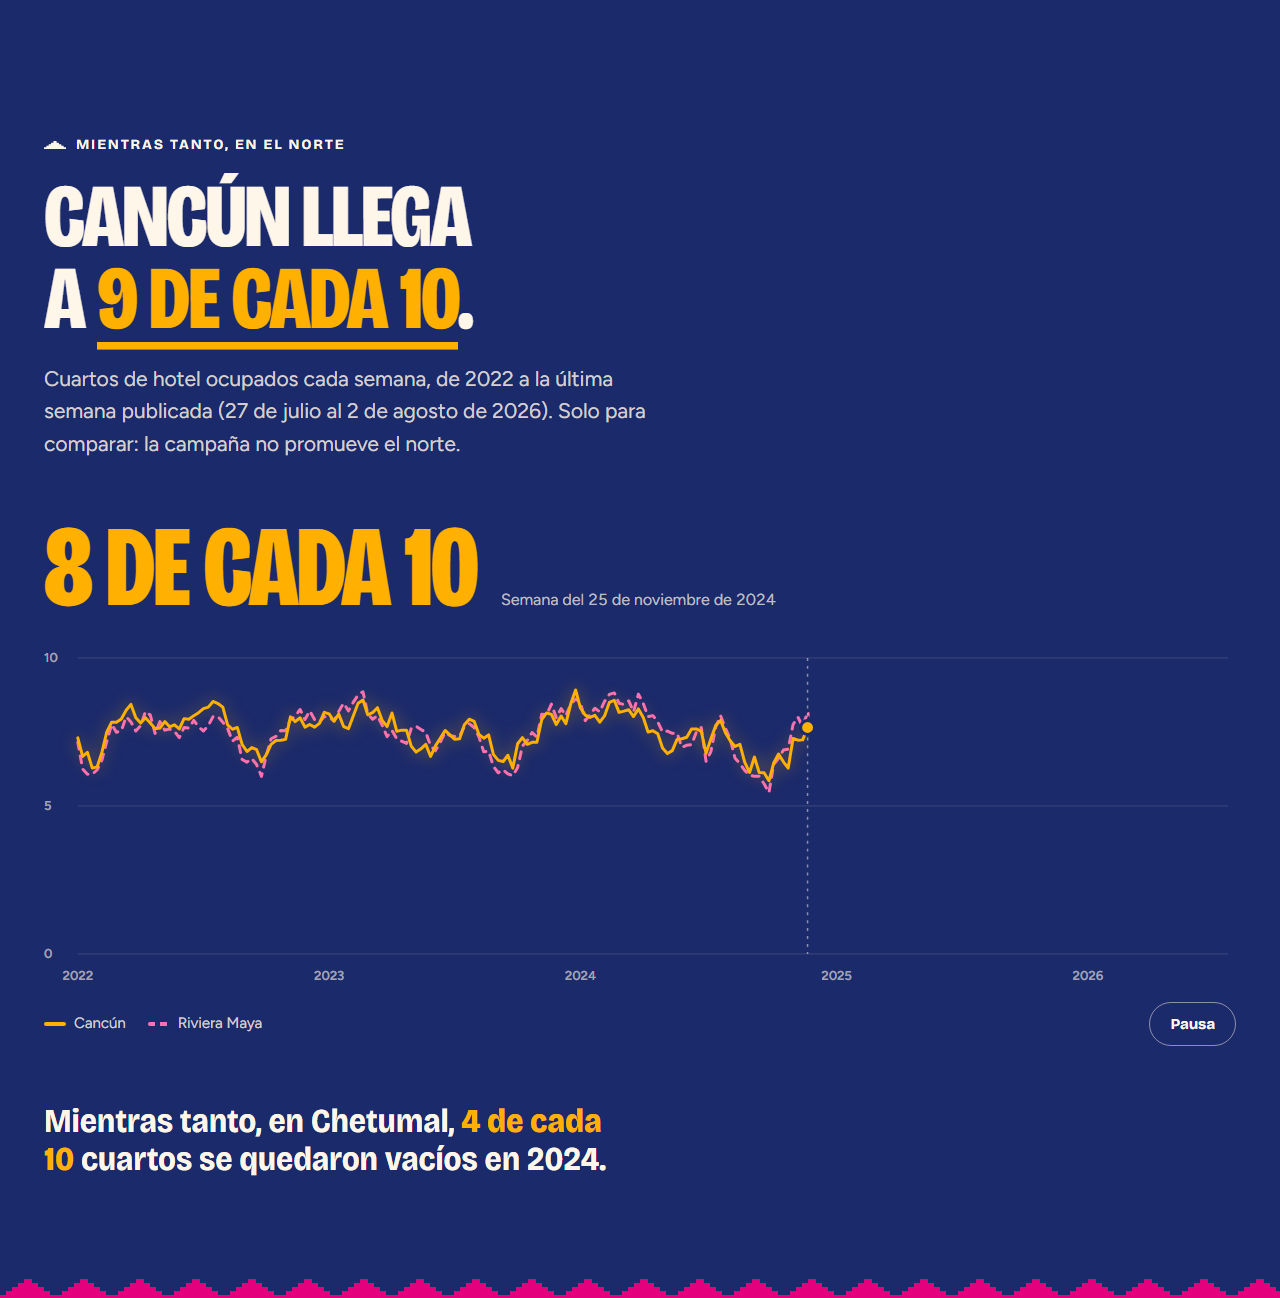 MIENTRAS TANTO, EN EL NORTE
CANCÚN LLEGA
A 9 DE CADA 10.
Cuartos de hotel ocupados cada semana, de 2022 a la última
semana publicada (27 de julio al 2 de agosto de 2026). Solo para
comparar: la campaña no promueve el norte.
8 DE CADA 10
Semana del 25 de noviembre de 2024
10
5
0
2022
2023
2024
2025
2026
Cancún
Riviera Maya
Pausa
Mientras tanto, en Chetumal, 4 de cada
10 cuartos se quedaron vacíos en 2024.